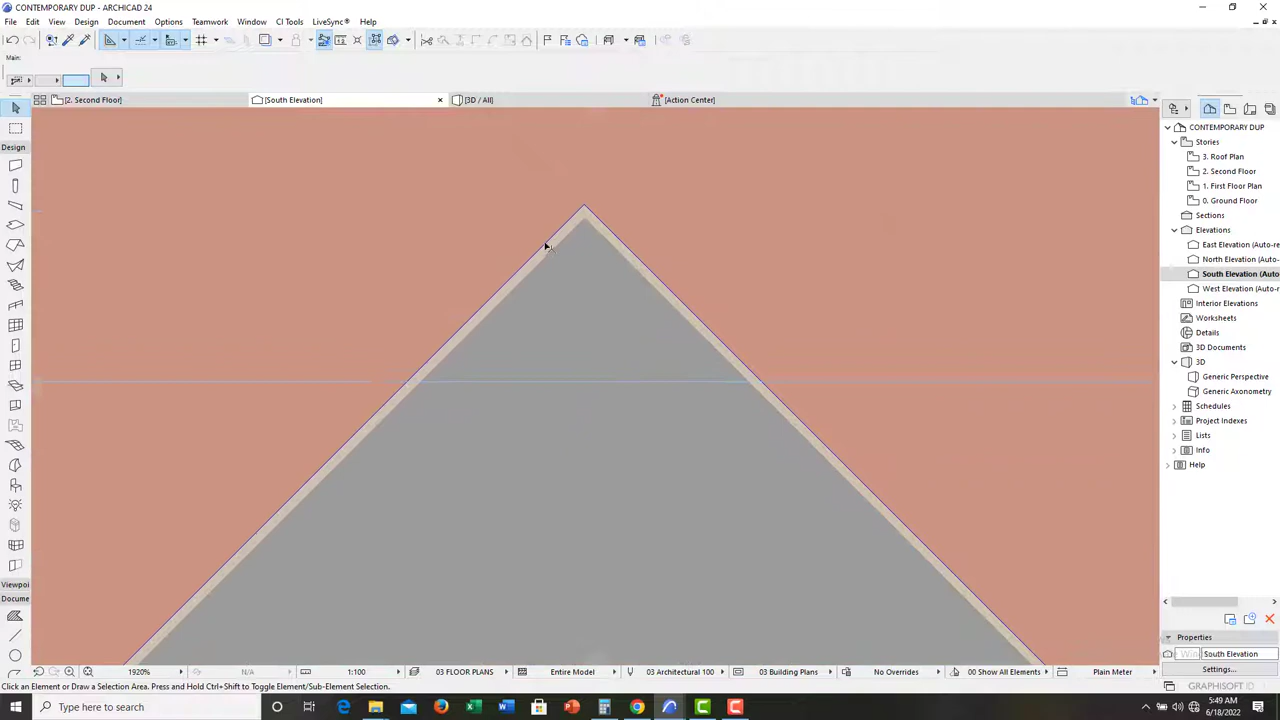 CONTEMPORARY DUP - ARCHICAD 24
File Edit View Design Document Options Teamwork Window CI Tools LiveSync® Help
Main:
[2. Second Floor] [South Elevation] [3D / All] [Action Center]
Design
Viewpoi
Docume
CONTEMPORARY DUP
Stories
3. Roof Plan
2. Second Floor
1. First Floor Plan
0. Ground Floor
Sections
Elevations
East Elevation (Auto-re
North Elevation (Auto-
South Elevation (Auto
West Elevation (Auto-r
Interior Elevations
Worksheets
Details
3D Documents
3D
Generic Perspective
Generic Axonometry
Schedules
Project Indexes
Lists
Info
Help
Properties
South Elevation
Settings...
GRAPHISOFT
1920% N/A 1:100 03 FLOOR PLANS Entire Model 03 Architectural 100 03 Building Plans No Overrides 00 Show All Elements Plain Meter
Click an Element or Draw a Selection Area. Press and Hold Ctrl+Shift to Toggle Element/Sub-Element Selection.
Type here to search
5:49 AM
6/18/2022